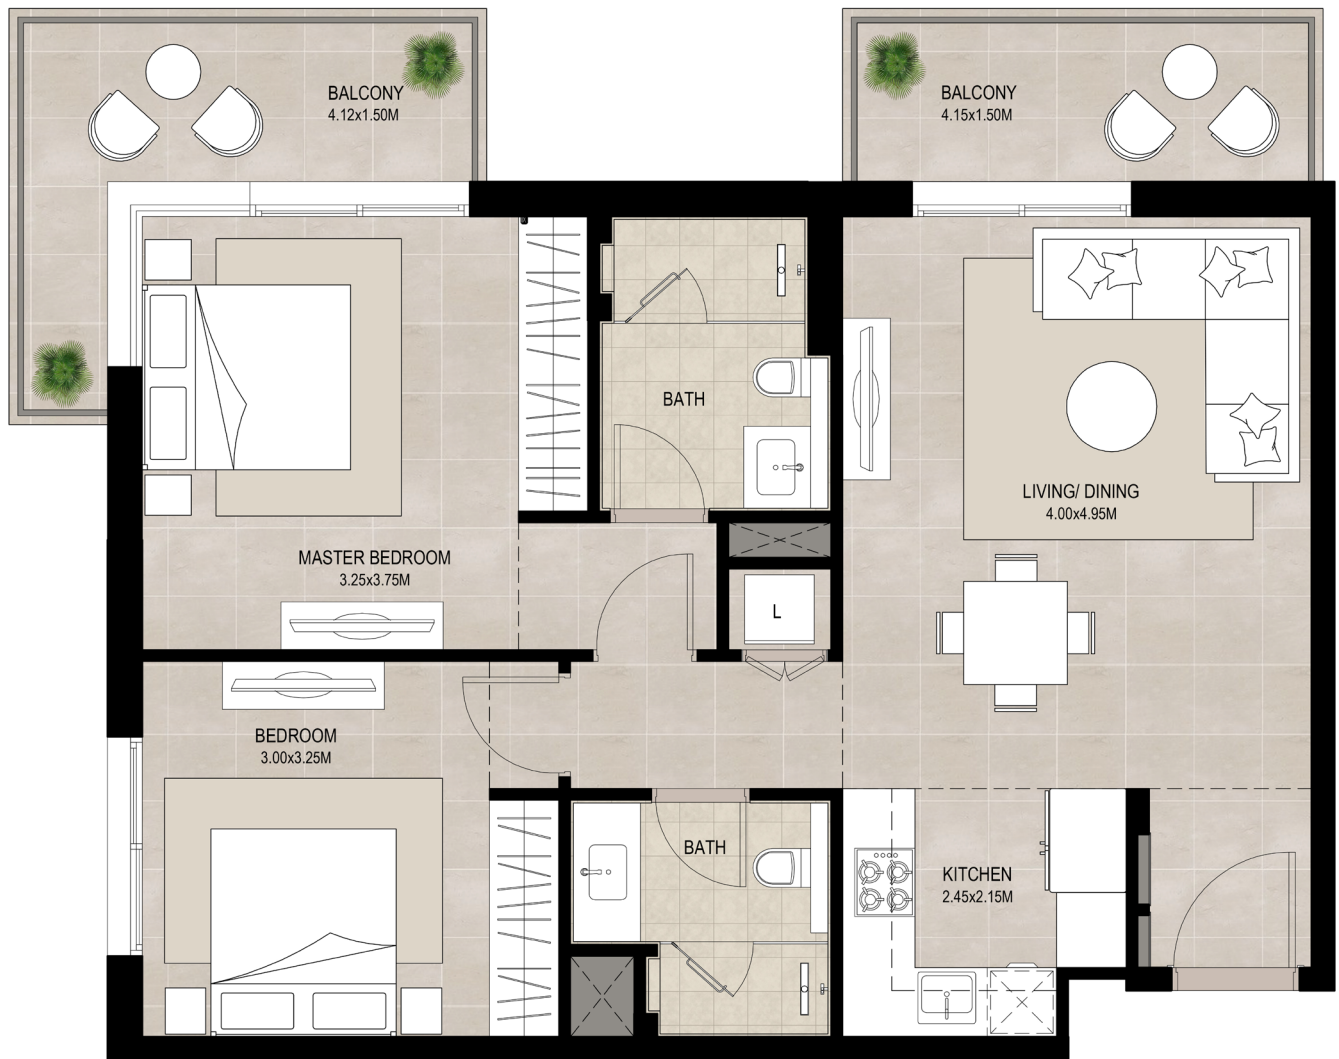 BALCONY
4.12x1.50M
BALCONY
4.15x1.50M
BATH
LIVING/ DINING
4.00x4.95M
MASTER BEDROOM
3.25x3.75M
L
BEDROOM
3.00x3.25M
BATH
KITCHEN
2.45x2.15M